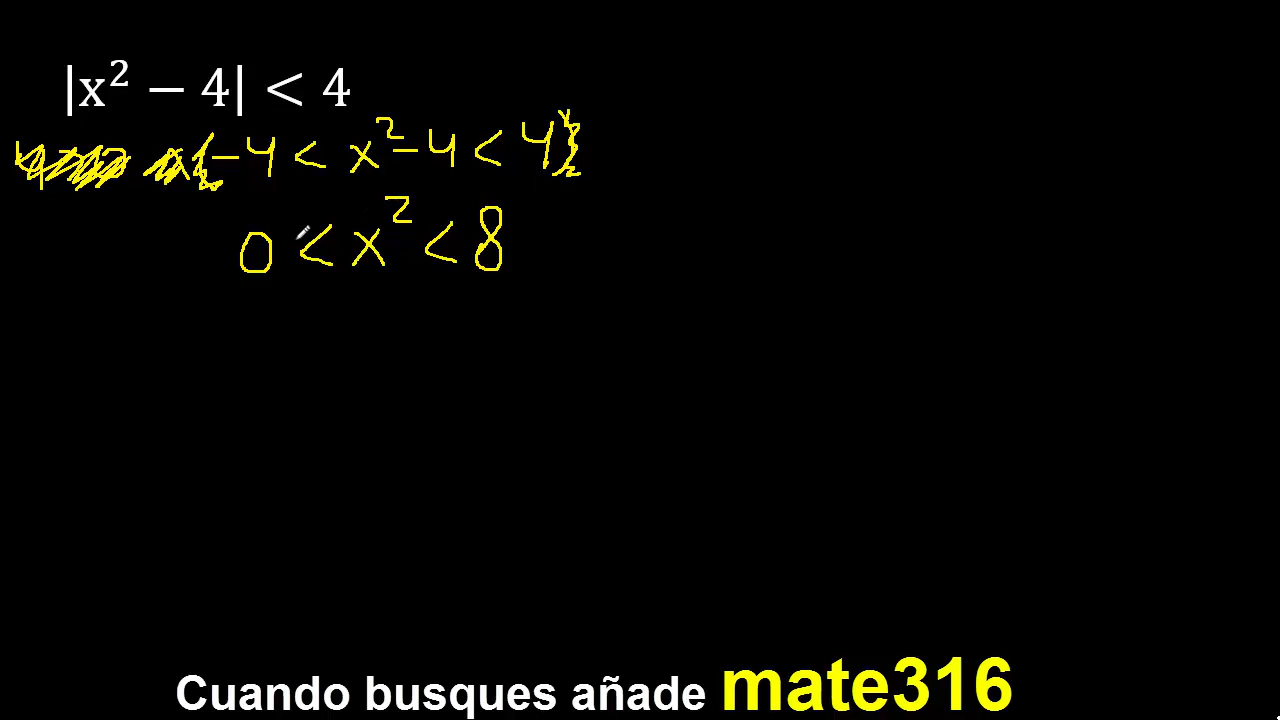 |x² − 4| < 4
-4 < x²-4 < 4
0 < x² < 8
Cuando busques añade mate316